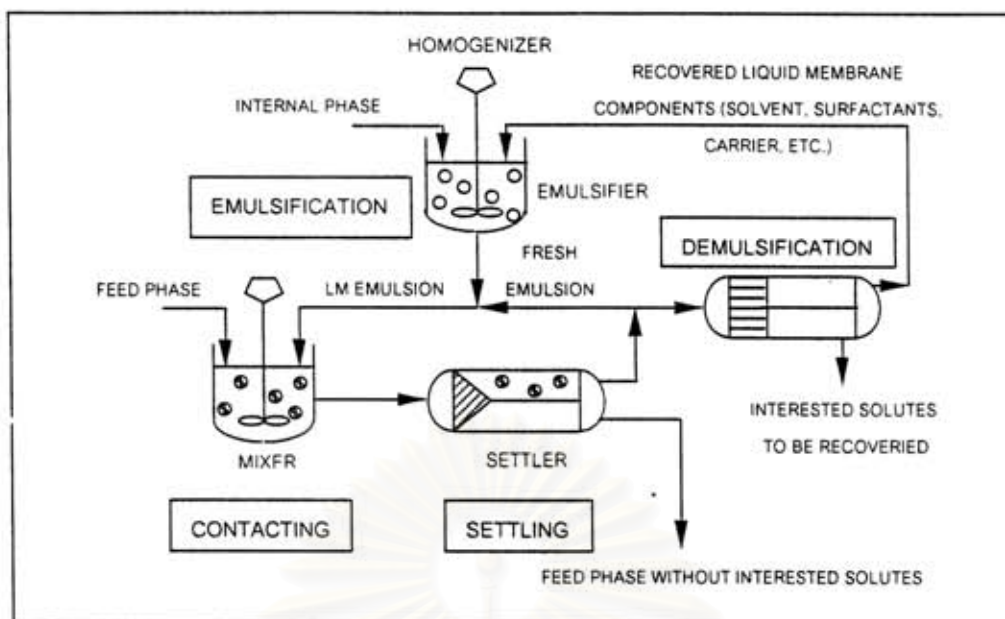 HOMOGENIZER
RECOVERED LIQUID MEMBRANE
INTERNAL PHASE
COMPONENTS (SOLVENT, SURFACTANTS,
CARRIER, ETC.)
EMULSIFICATION
EMULSIFIER
FRESH
DEMULSIFICATION
FEED PHASE
LM EMULSION
EMULSION
INTERESTED SOLUTES
TO BE RECOVERIED
MIXFR
SETTLER
CONTACTING
SETTLING
FEED PHASE WITHOUT INTERESTED SOLUTES